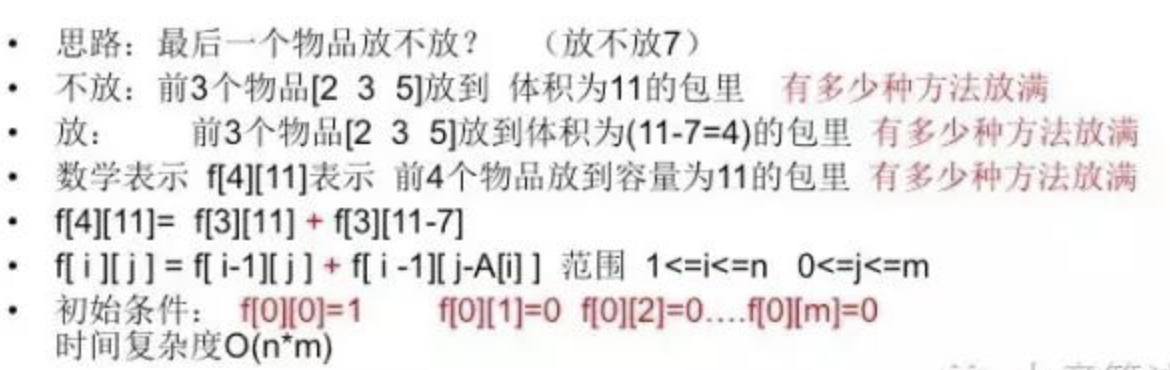 • 思路：最后一个物品放不放？ （放不放7）
• 不放：前3个物品[2 3 5]放到 体积为11的包里 有多少种方法放满
• 放： 前3个物品[2 3 5]放到体积为(11-7=4)的包里 有多少种方法放满
• 数学表示 f[4][11]表示 前4个物品放到容量为11的包里 有多少种方法放满
• f[4][11]= f[3][11] + f[3][11-7]
• f[ i ][ j ] = f[ i-1][ j ] + f[ i -1][ j-A[i] ] 范围 1<=i<=n 0<=j<=m
• 初始条件： f[0][0]=1 f[0][1]=0 f[0][2]=0....f[0][m]=0
时间复杂度O(n*m)